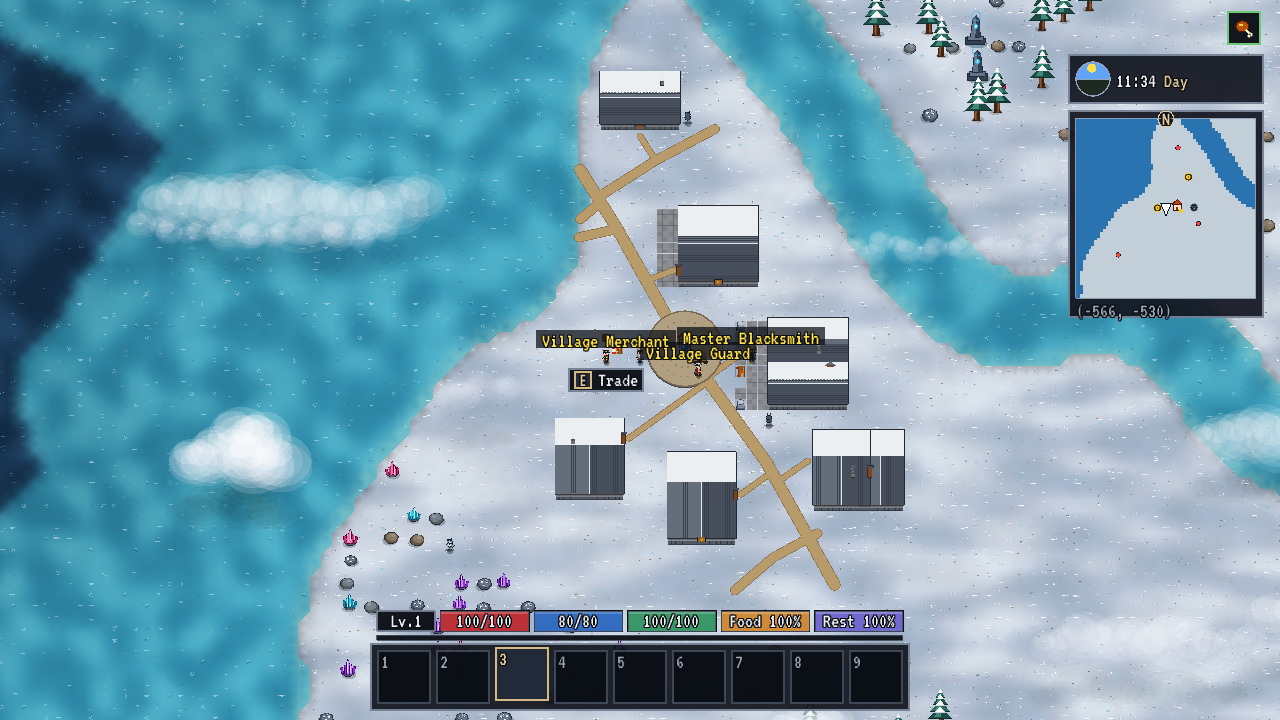 11:34 Day
N
(-566, -530)
Village Merchant
Master Blacksmith
Village Guard
E Trade
Lv.1
100/100
80/80
100/100
Food 100%
Rest 100%
1 2 3 4 5 6 7 8 9